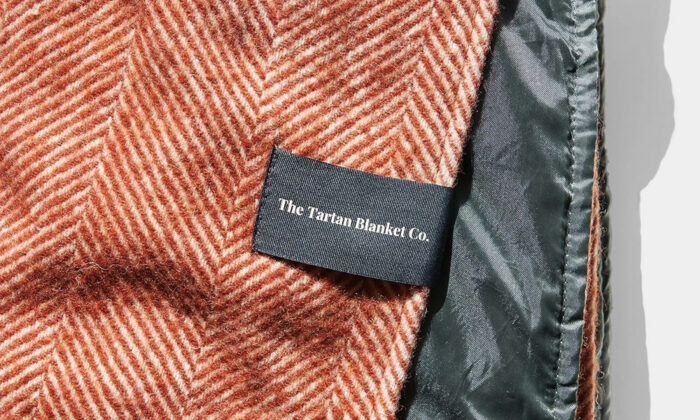 The Tartan Blanket Co.